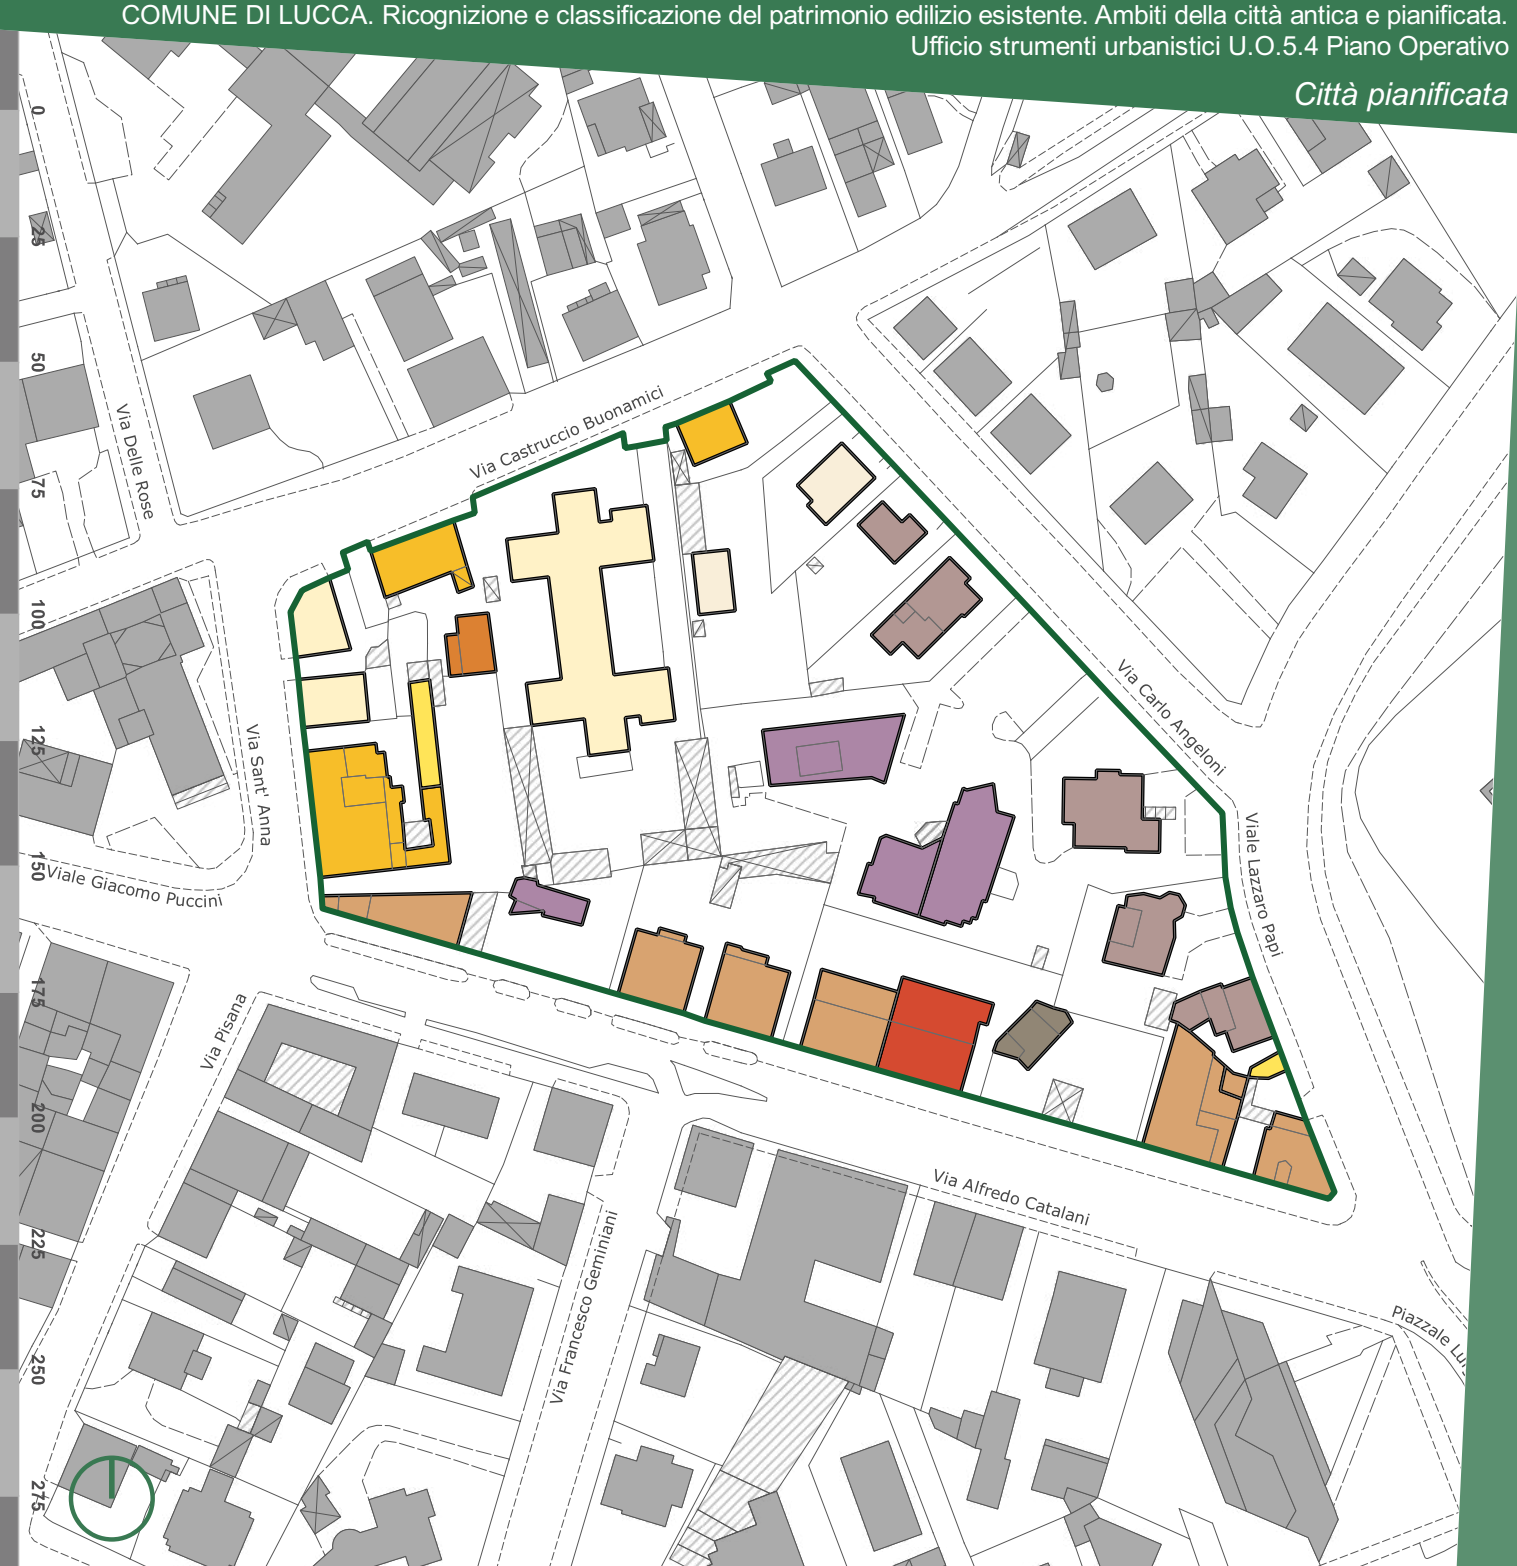 COMUNE DI LUCCA. Ricognizione e classificazione del patrimonio edilizio esistente. Ambiti della città antica e pianificata.
Ufficio strumenti urbanistici U.O.5.4 Piano Operativo
Città pianificata
0
25
50
75
100
125
150
175
200
225
250
275
Via Castruccio Buonamici
Via Delle Rose
Via Sant' Anna
Viale Giacomo Puccini
Via Pisana
Via Carlo Angeloni
Viale Lazzaro Papi
Via Alfredo Catalani
Via Francesco Geminiani
Piazzale Lu